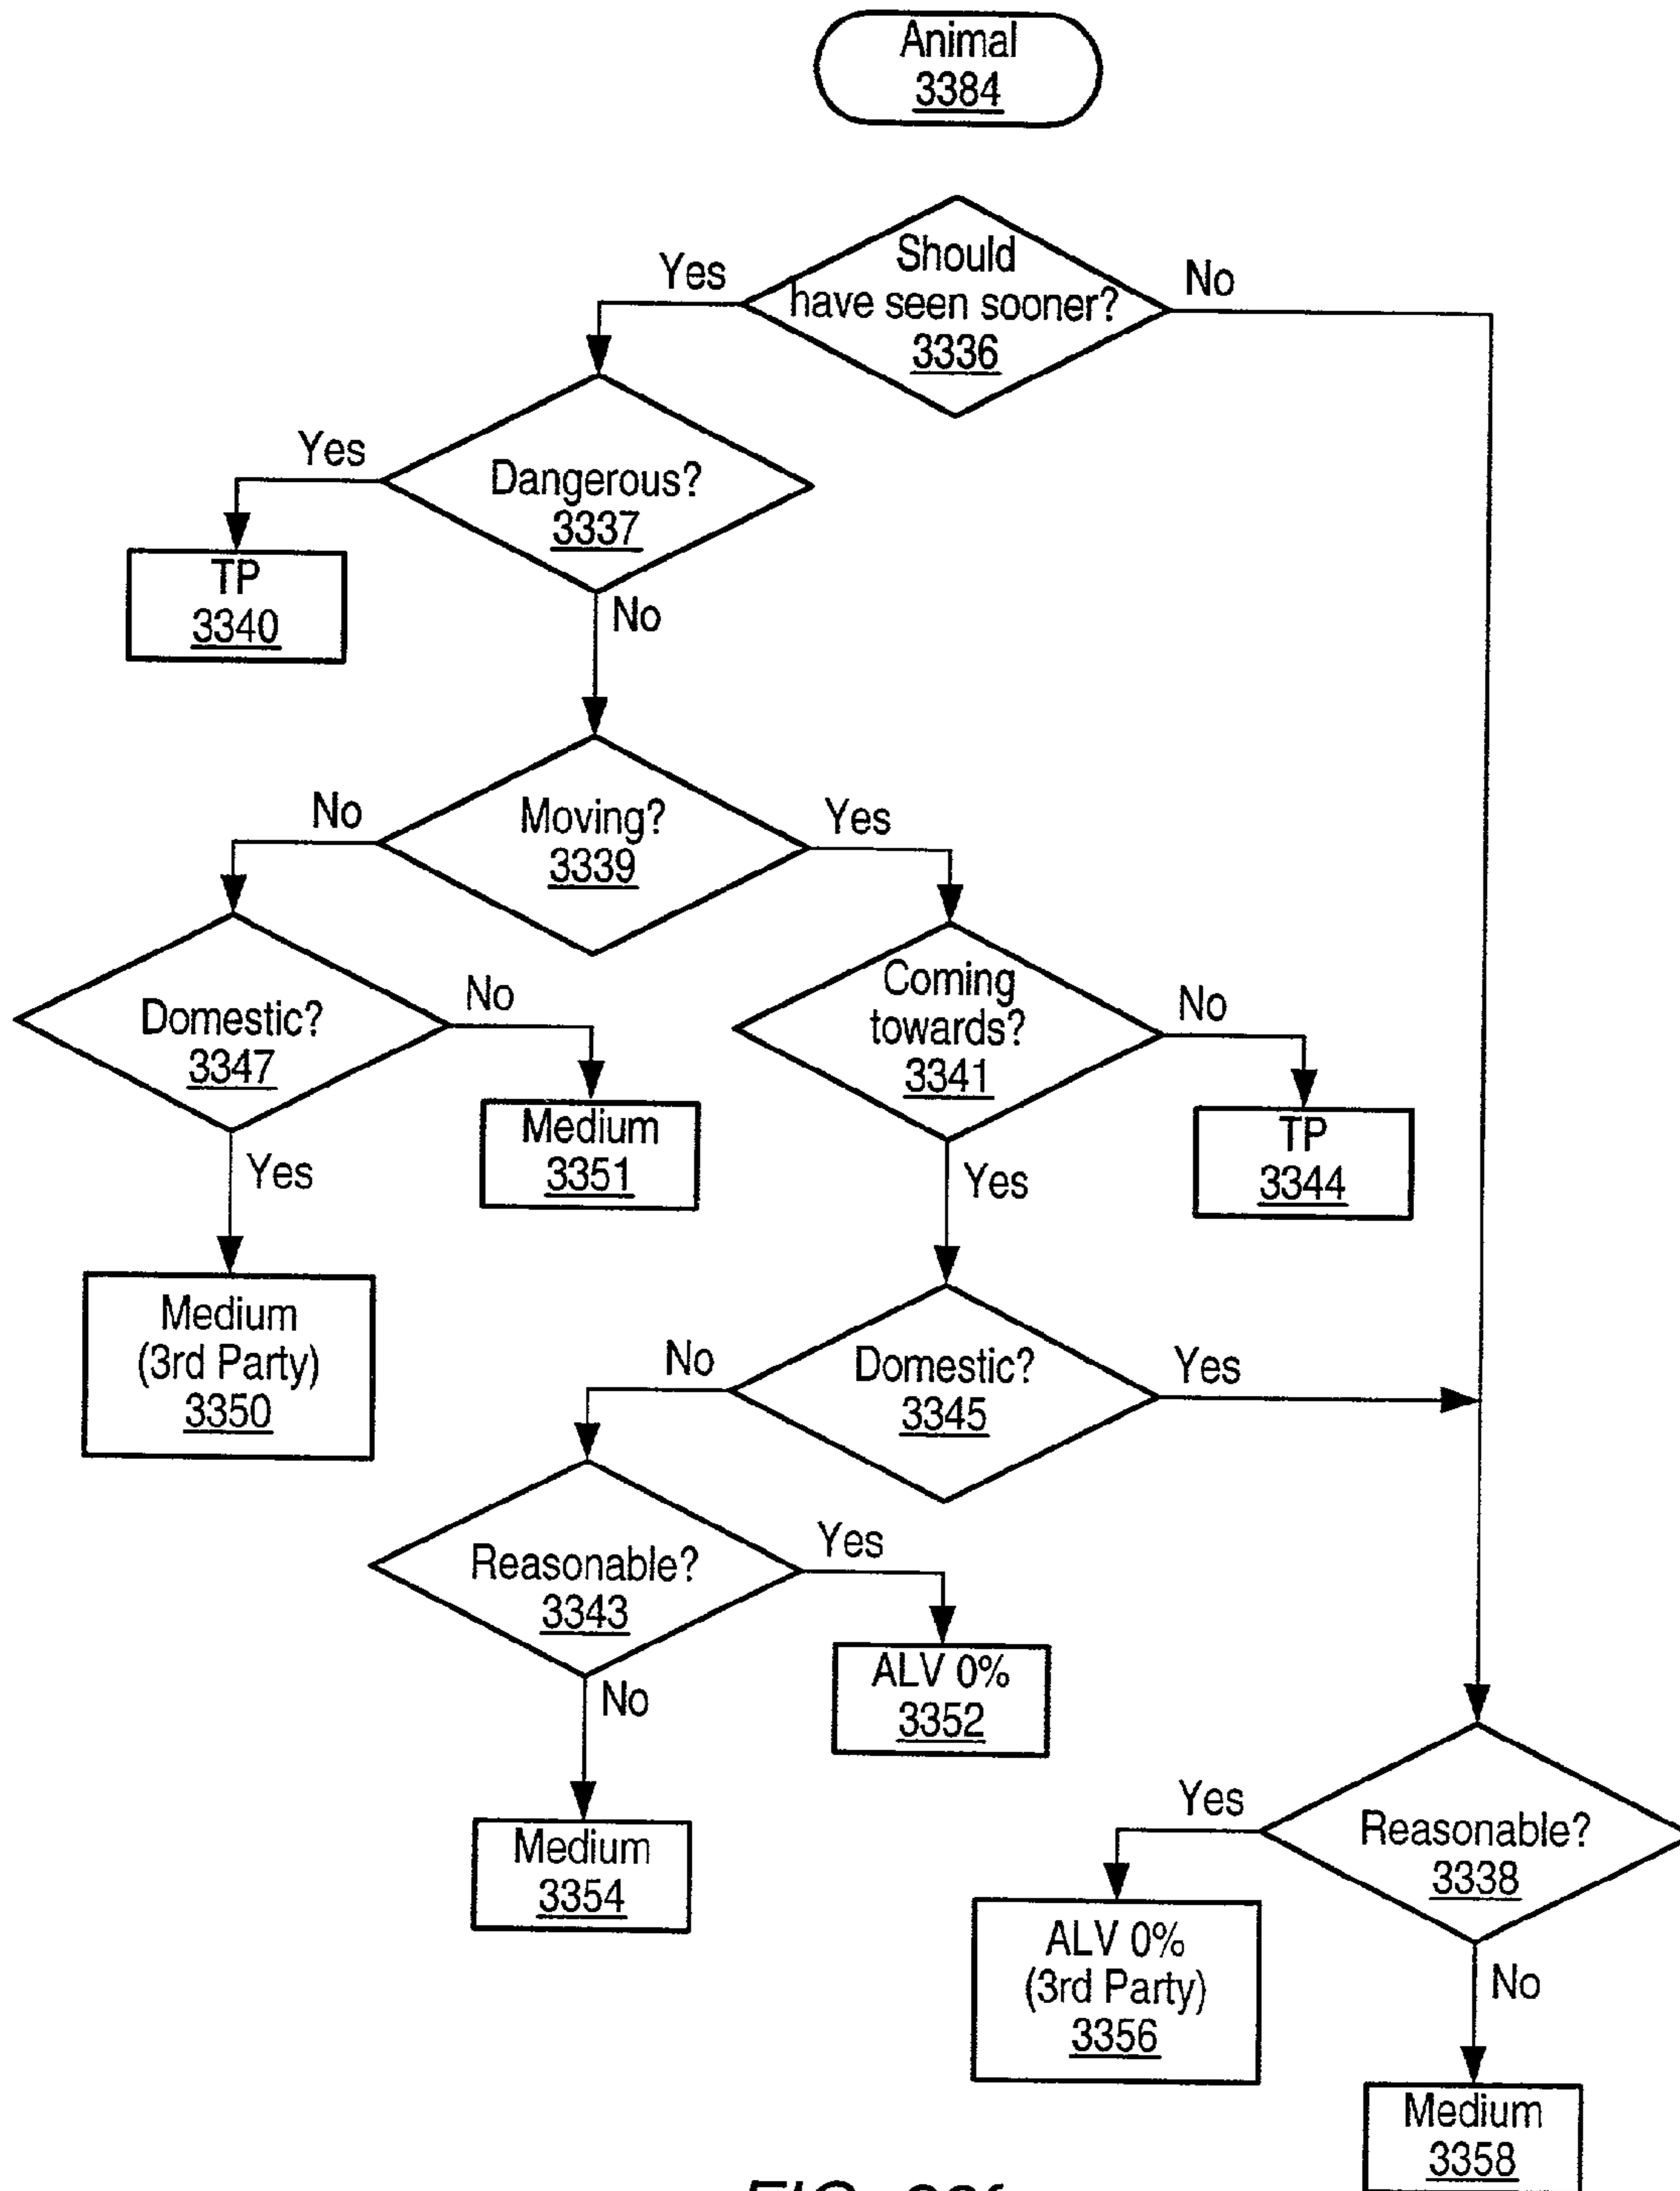 Animal
3384
Should
have seen sooner?
3336
Yes
No
Dangerous?
3337
Yes
No
TP
3340
Moving?
3339
No
Yes
Domestic?
3347
No
Yes
Coming
towards?
3341
No
Yes
Medium
3351
TP
3344
Medium
(3rd Party)
3350
Domestic?
3345
No
Yes
Reasonable?
3343
Yes
No
ALV 0%
3352
Medium
3354
Reasonable?
3338
Yes
No
ALV 0%
(3rd Party)
3356
Medium
3358